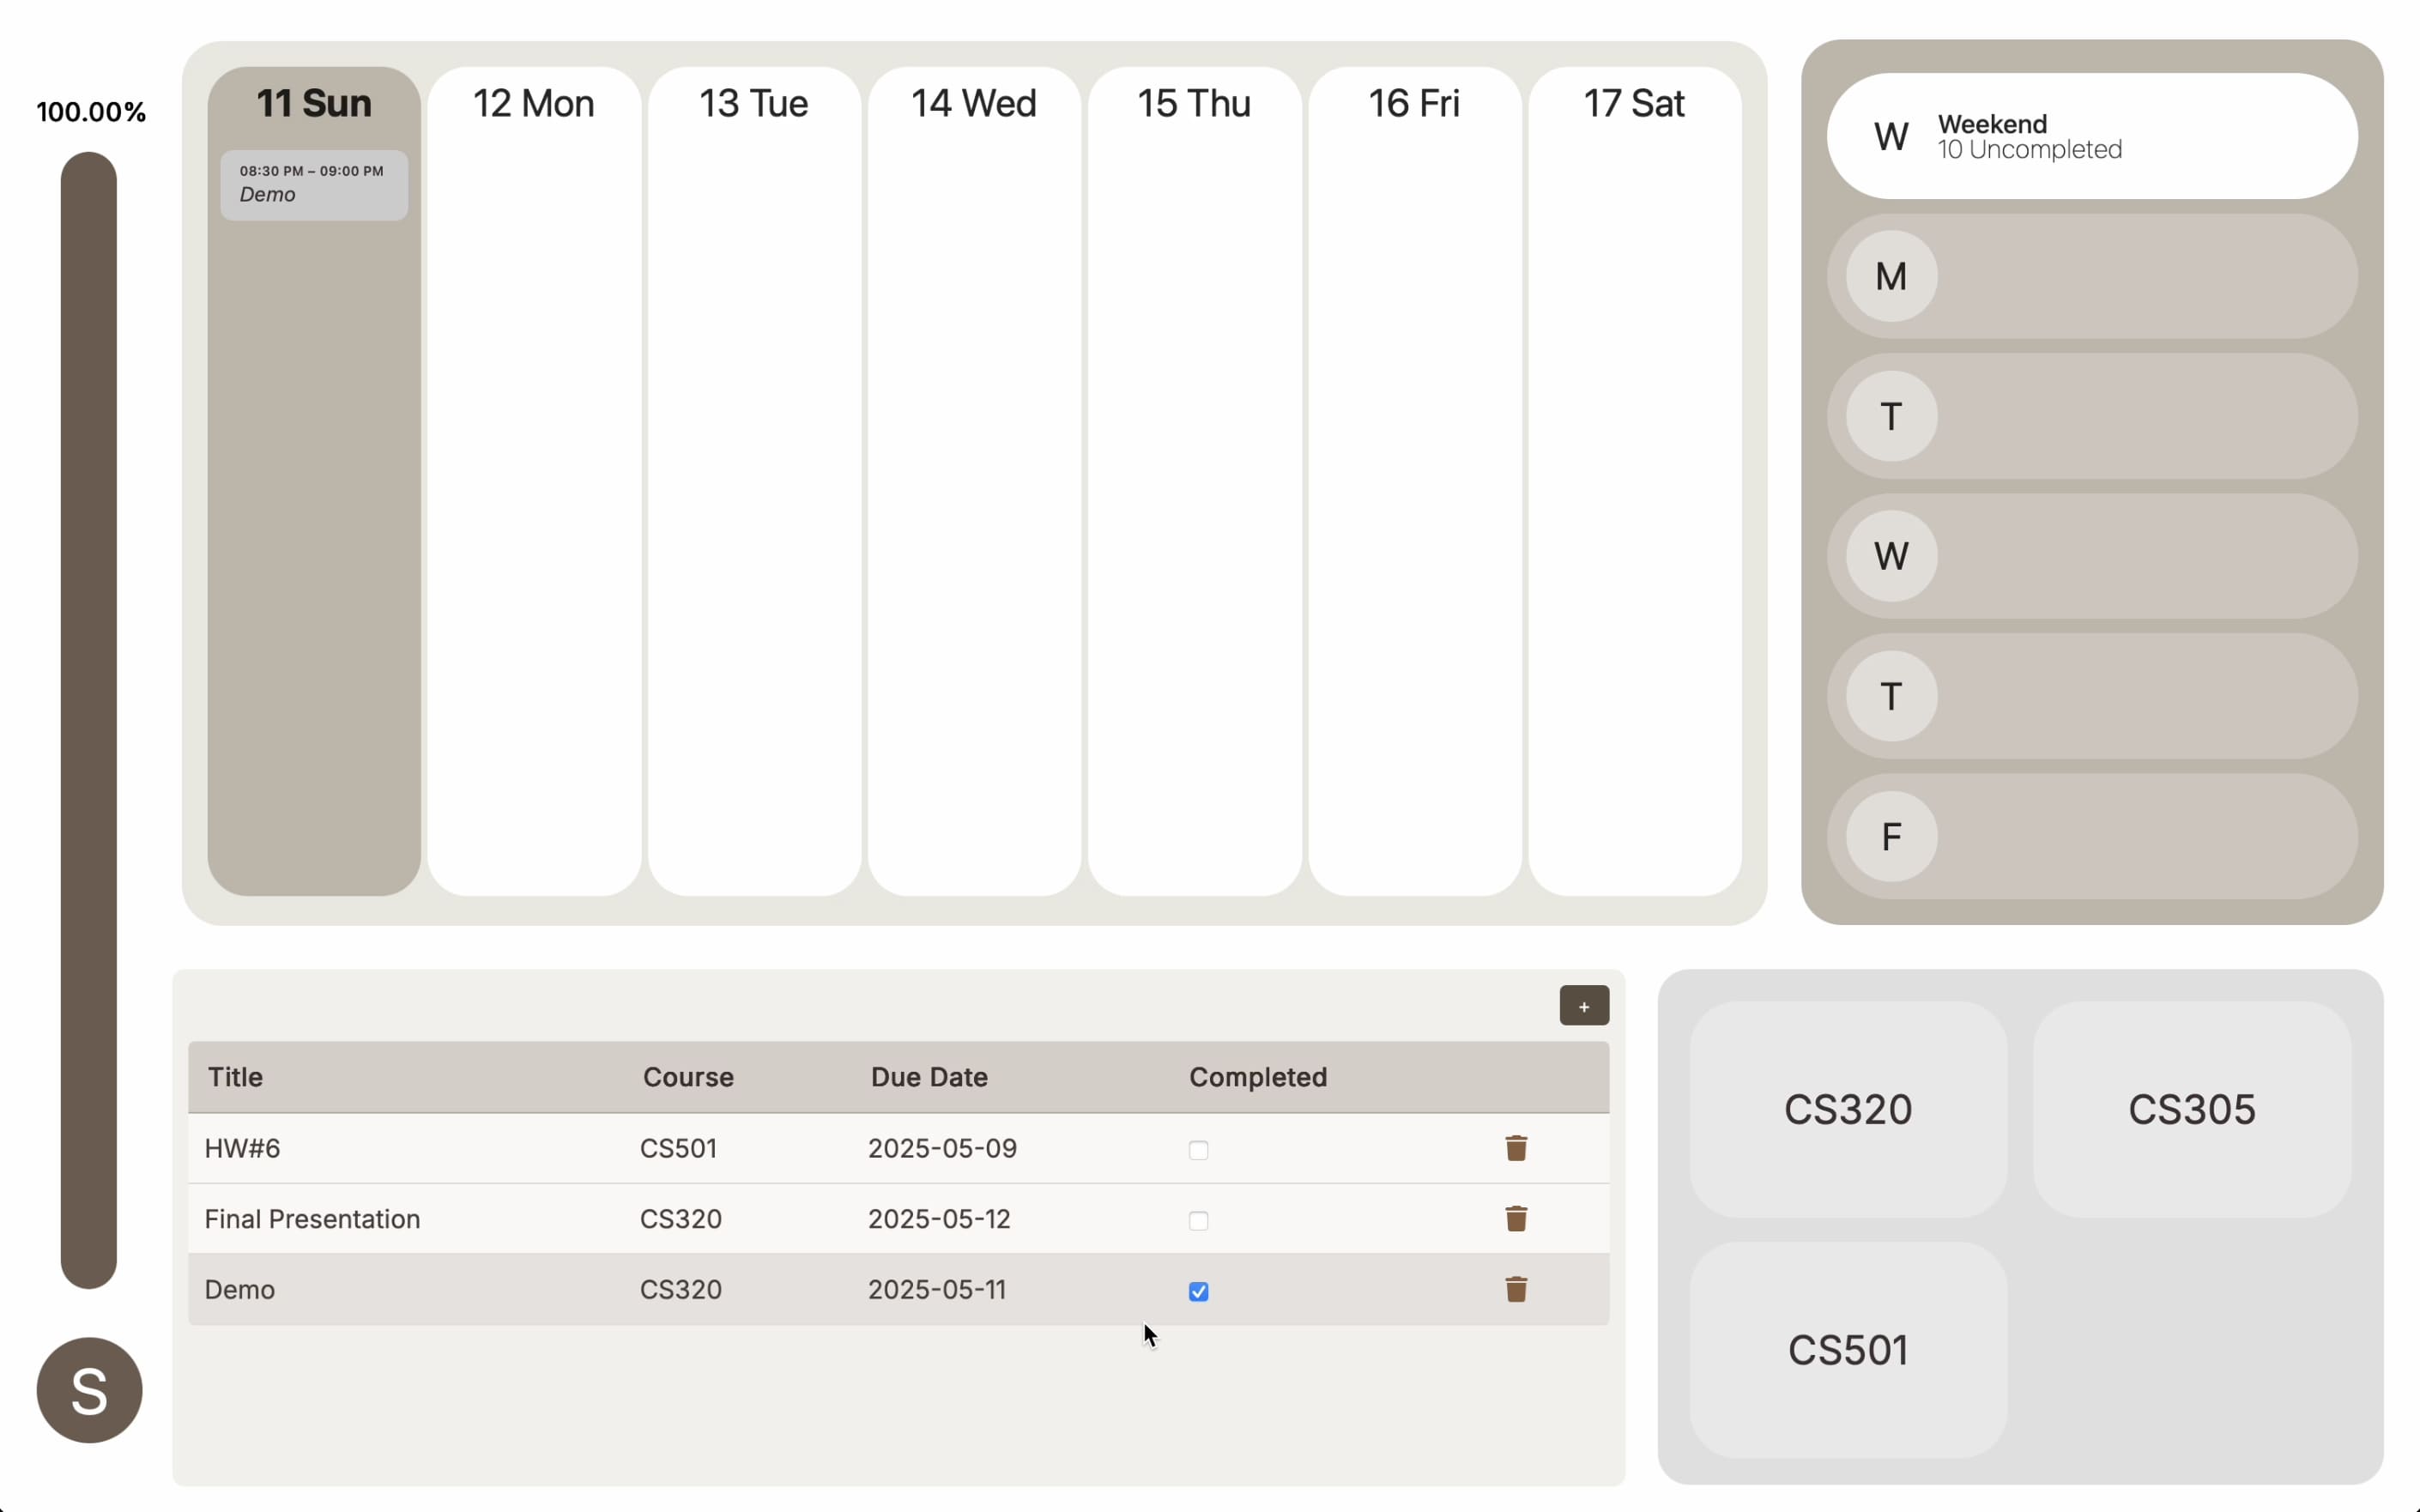 100.00%
11 Sun
08:30 PM – 09:00 PM
Demo
12 Mon
13 Tue
14 Wed
15 Thu
16 Fri
17 Sat
W
Weekend
10 Uncompleted
M
T
W
T
F
+
Title Course Due Date Completed
HW#6 CS501 2025-05-09
Final Presentation CS320 2025-05-12
Demo CS320 2025-05-11
CS320
CS305
CS501
S